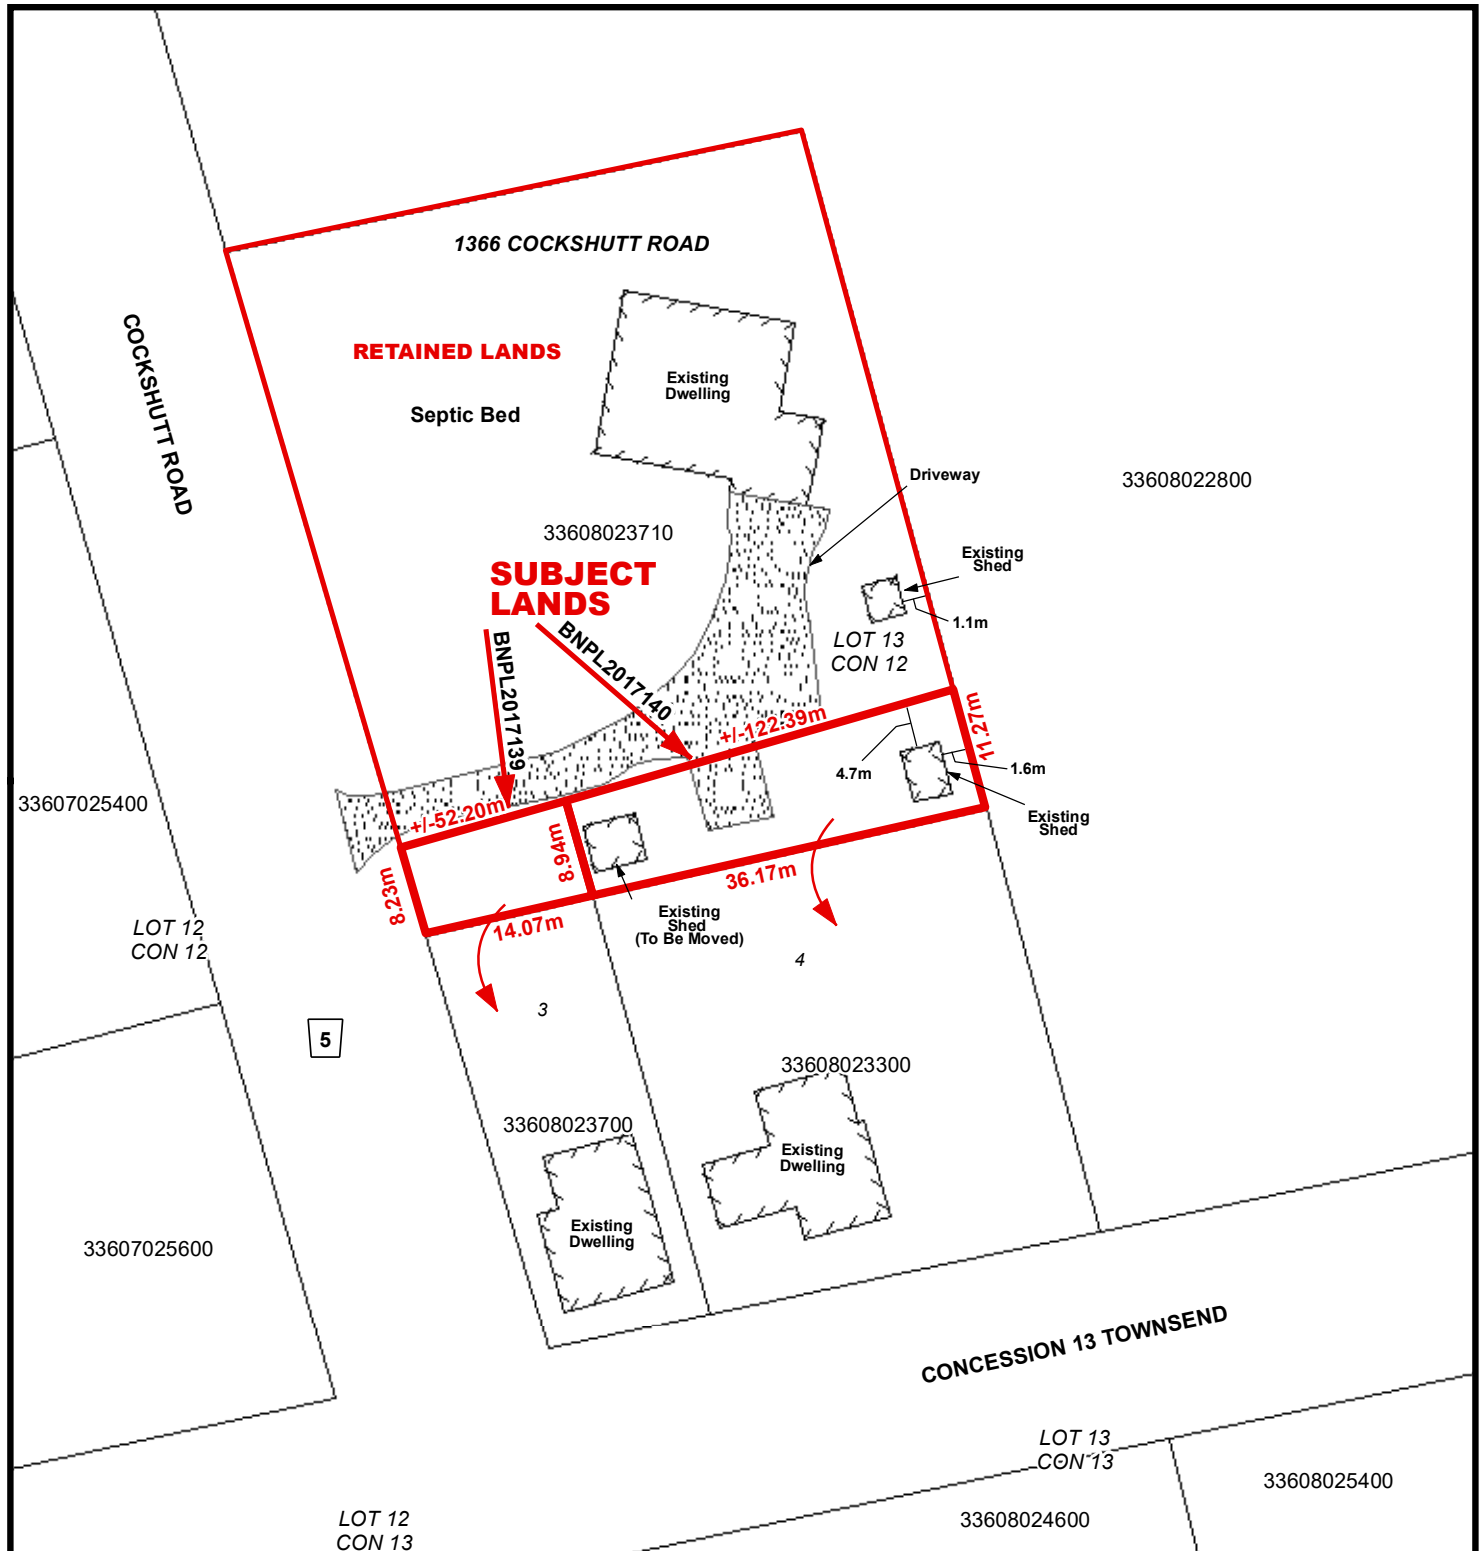 1366 COCKSHUTT ROAD
COCKSHUTT ROAD
RETAINED LANDS
Existing
Dwelling
Septic Bed
Driveway
33608022800
33608023710
Existing
Shed
SUBJECT
LANDS
1.1m
BNPL2017139
BNPL2017140
LOT 13
CON 12
+/-122.39m
11.27m
4.7m
1.6m
33607025400
+/-52.20m
Existing
Shed
8.94m
8.23m
36.17m
14.07m
Existing
Shed
(To Be Moved)
LOT 12
CON 12
4
3
5
33608023300
33608023700
Existing
Dwelling
Existing
Dwelling
33607025600
CONCESSION 13 TOWNSEND
LOT 13
CON 13
33608025400
LOT 12
CON 13
33608024600